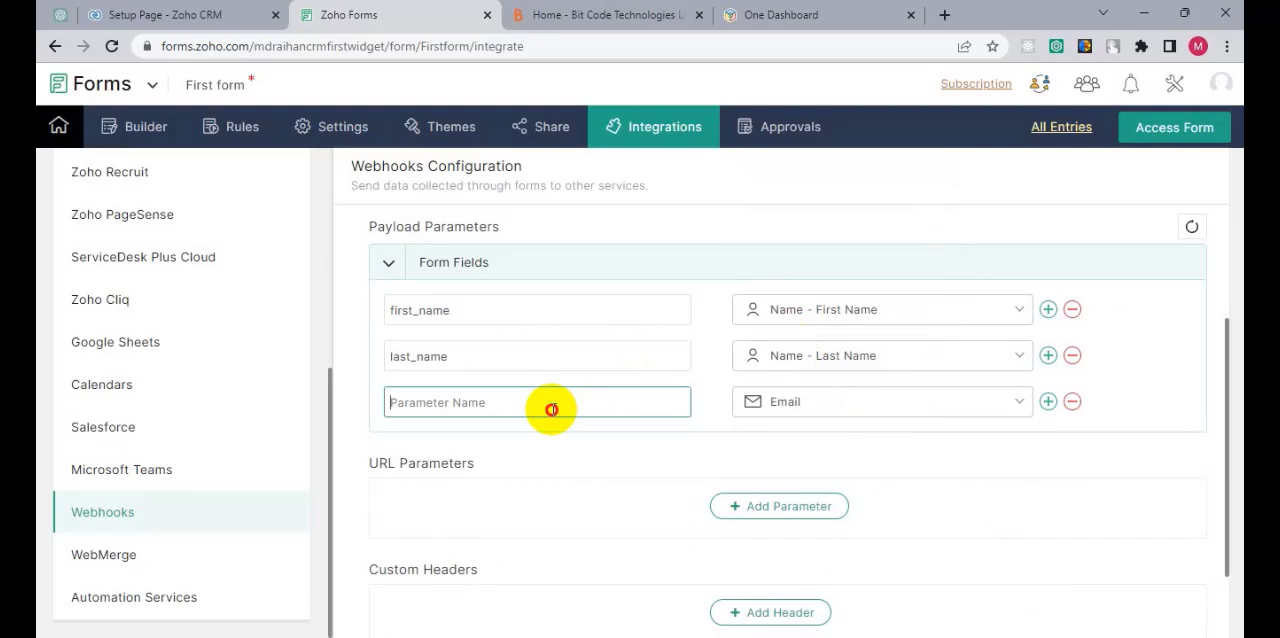 Setup Page - Zoho CRM
Zoho Forms
Home - Bit Code Technologies L
One Dashboard
forms.zoho.com/mdraihancrmfirstwidget/form/Firstform/integrate
M
Forms
First form *
Subscription
Builder
Rules
Settings
Themes
Share
Integrations
Approvals
All Entries
Access Form
Zoho Recruit
Zoho PageSense
ServiceDesk Plus Cloud
Zoho Cliq
Google Sheets
Calendars
Salesforce
Microsoft Teams
Webhooks
WebMerge
Automation Services
Webhooks Configuration
Send data collected through forms to other services.
Payload Parameters
Form Fields
first_name
Name - First Name
last_name
Name - Last Name
Parameter Name
Email
URL Parameters
+ Add Parameter
Custom Headers
+ Add Header